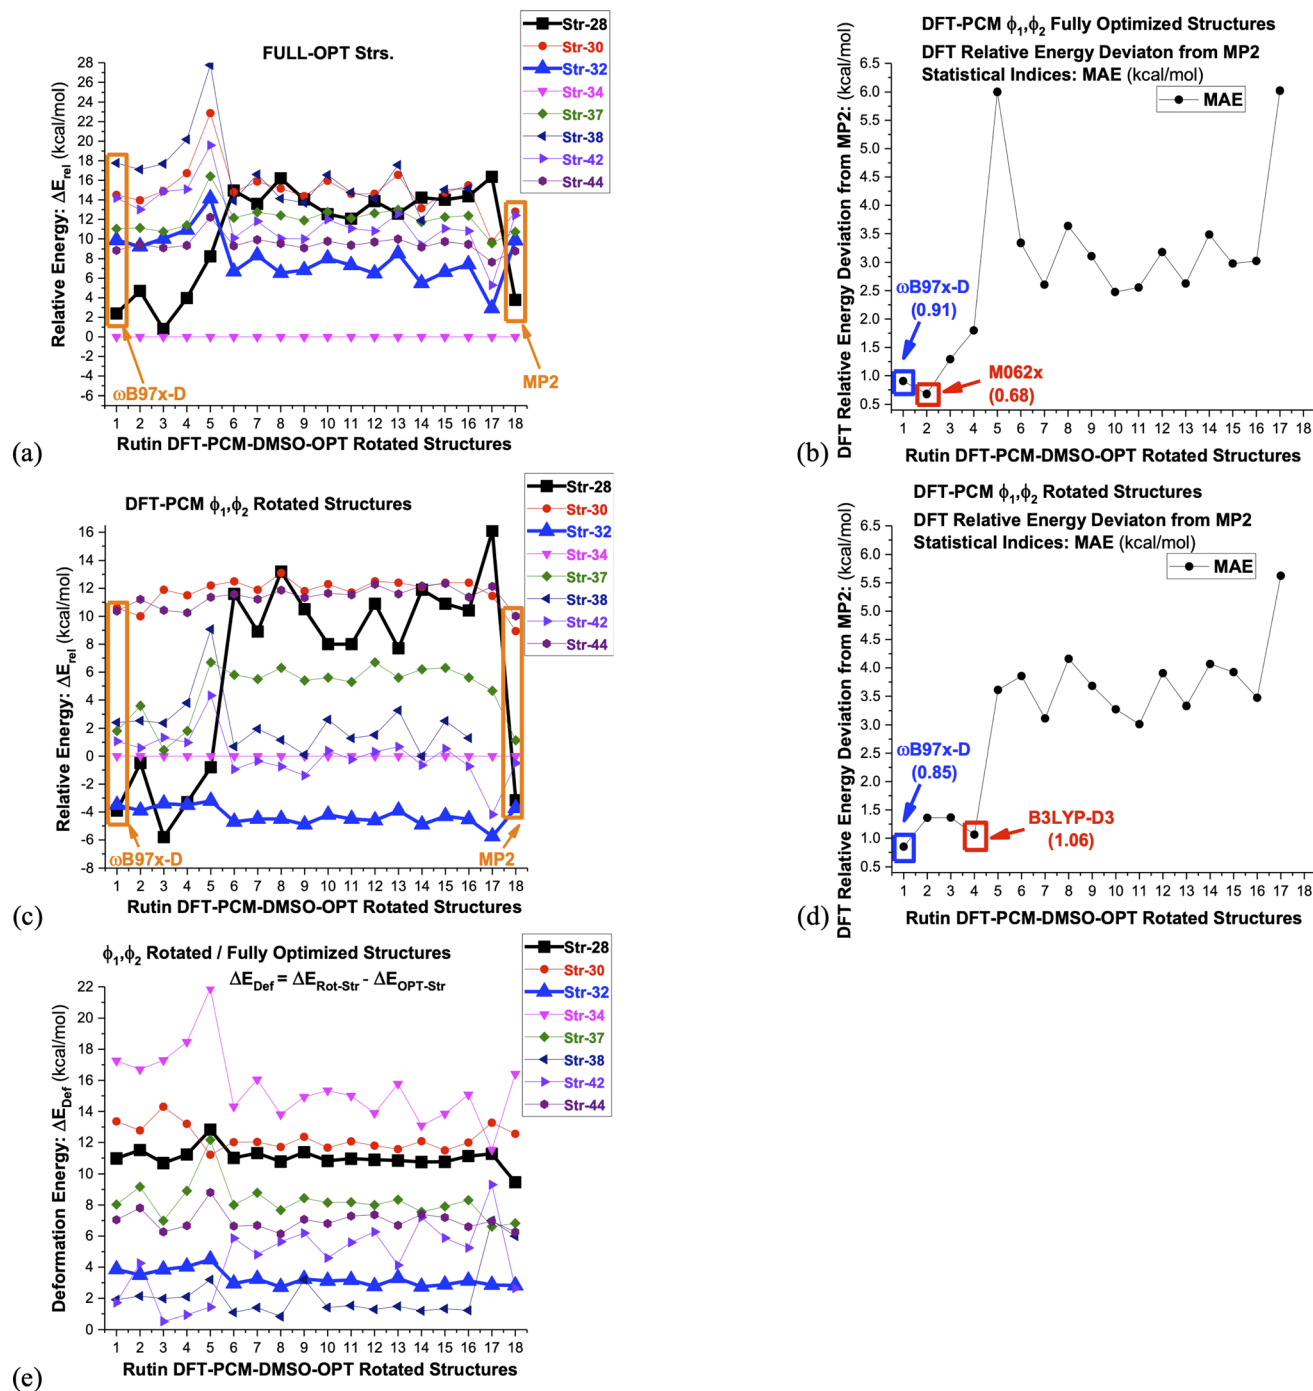 FULL-OPT Strs.
Str-28
Str-30
Str-32
Str-34
Str-37
Str-38
Str-42
Str-44
Relative Energy: ΔE_rel (kcal/mol)
28
26
24
22
20
18
16
14
12
10
8
6
4
2
0
-2
-4
-6
ωB97x-D
MP2
1 2 3 4 5 6 7 8 9 10 11 12 13 14 15 16 17 18
Rutin DFT-PCM-DMSO-OPT Rotated Structures
(a)
DFT-PCM ϕ₁,ϕ₂ Fully Optimized Structures
DFT Relative Energy Deviaton from MP2
Statistical Indices: MAE (kcal/mol)
MAE
DFT Relative Energy Deviation from MP2: (kcal/mol)
6.5
6.0
5.5
5.0
4.5
4.0
3.5
3.0
2.5
2.0
1.5
1.0
0.5
ωB97x-D
(0.91)
M062x
(0.68)
1 2 3 4 5 6 7 8 9 10 11 12 13 14 15 16 17 18
Rutin DFT-PCM-DMSO-OPT Rotated Structures
(b)
DFT-PCM ϕ₁,ϕ₂ Rotated Structures
Str-28
Str-30
Str-32
Str-34
Str-37
Str-38
Str-42
Str-44
Relative Energy: ΔE_rel (kcal/mol)
16
14
12
10
8
6
4
2
0
-2
-4
-6
-8
ωB97x-D
MP2
1 2 3 4 5 6 7 8 9 10 11 12 13 14 15 16 17 18
Rutin DFT-PCM-DMSO-OPT Rotated Structures
(c)
DFT-PCM ϕ₁,ϕ₂ Rotated Structures
DFT Relative Energy Deviaton from MP2
Statistical Indices: MAE (kcal/mol)
MAE
DFT Relative Energy Deviation from MP2: (kcal/mol)
6.5
6.0
5.5
5.0
4.5
4.0
3.5
3.0
2.5
2.0
1.5
1.0
0.5
ωB97x-D
(0.85)
B3LYP-D3
(1.06)
1 2 3 4 5 6 7 8 9 10 11 12 13 14 15 16 17 18
Rutin DFT-PCM-DMSO-OPT Rotated Structures
(d)
ϕ₁,ϕ₂ Rotated / Fully Optimized Structures
ΔE_Def = ΔE_Rot-Str - ΔE_OPT-Str
Str-28
Str-30
Str-32
Str-34
Str-37
Str-38
Str-42
Str-44
Deformation Energy: ΔE_Def (kcal/mol)
22
20
18
16
14
12
10
8
6
4
2
0
1 2 3 4 5 6 7 8 9 10 11 12 13 14 15 16 17 18
Rutin DFT-PCM-DMSO-OPT Rotated Structures
(e)